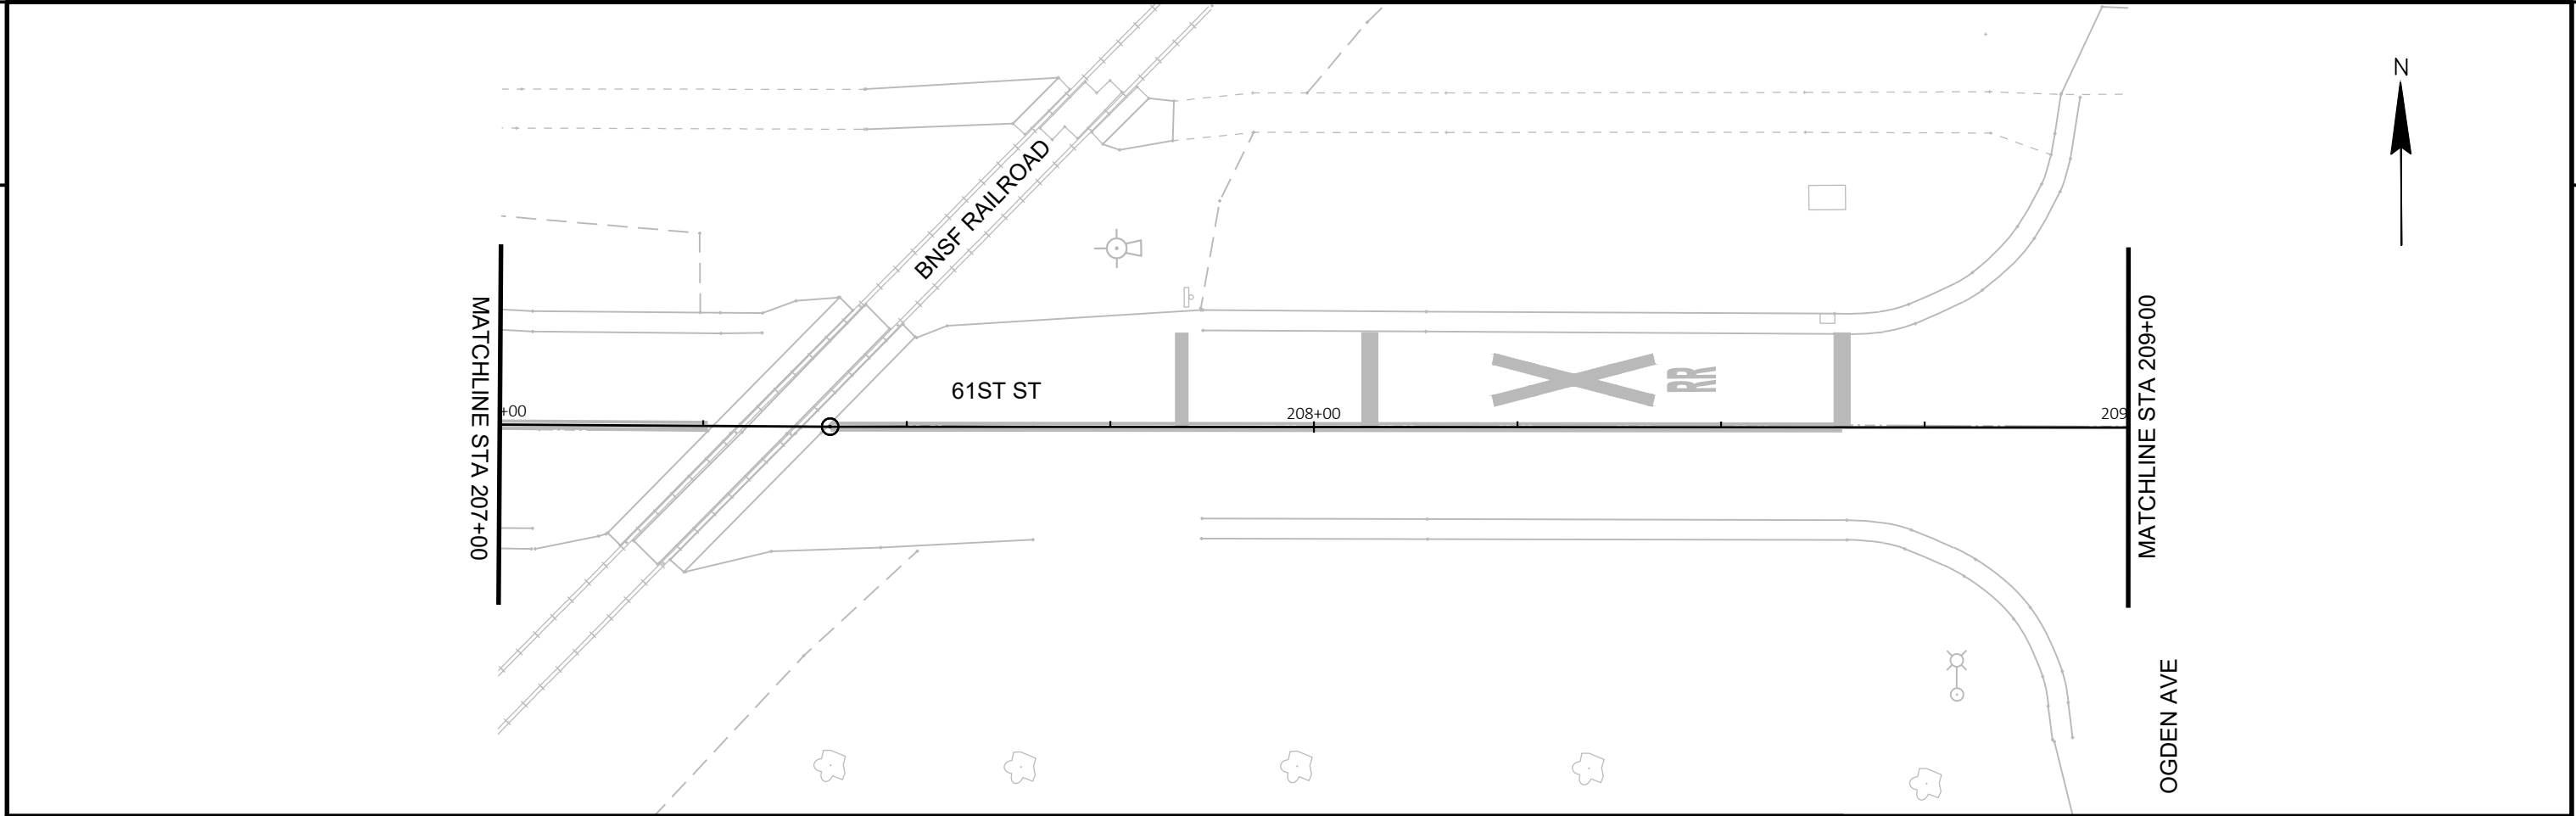 N
BNSF RAILROAD
MATCHLINE STA 207+00
MATCHLINE STA 209+00
61ST ST
RR
+00
208+00
209
OGDEN AVE